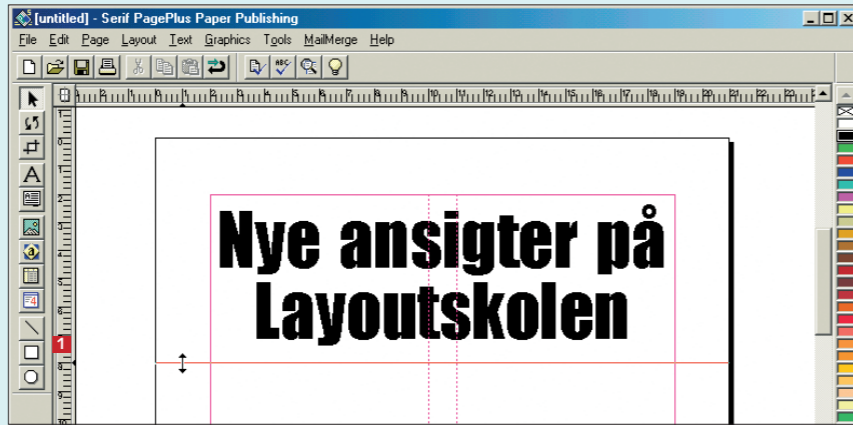 [untitled] - Serif PagePlus Paper Publishing
File Edit Page Layout Text Graphics Tools MailMerge Help
Nye ansigter på
Layoutskolen
1